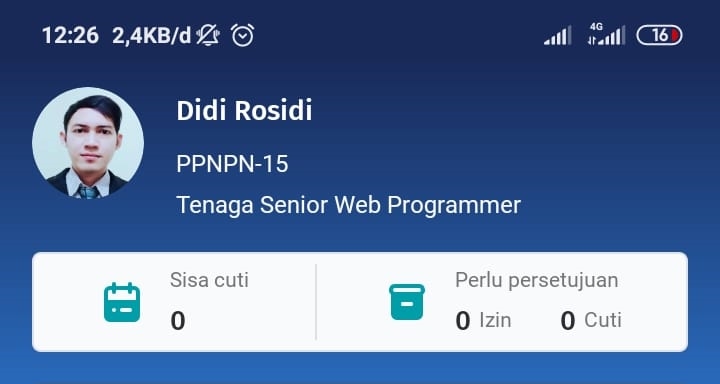 12:26 2,4KB/d 4G 16
Didi Rosidi
PPNPN-15
Tenaga Senior Web Programmer
Sisa cuti
0
Perlu persetujuan
0 Izin 0 Cuti